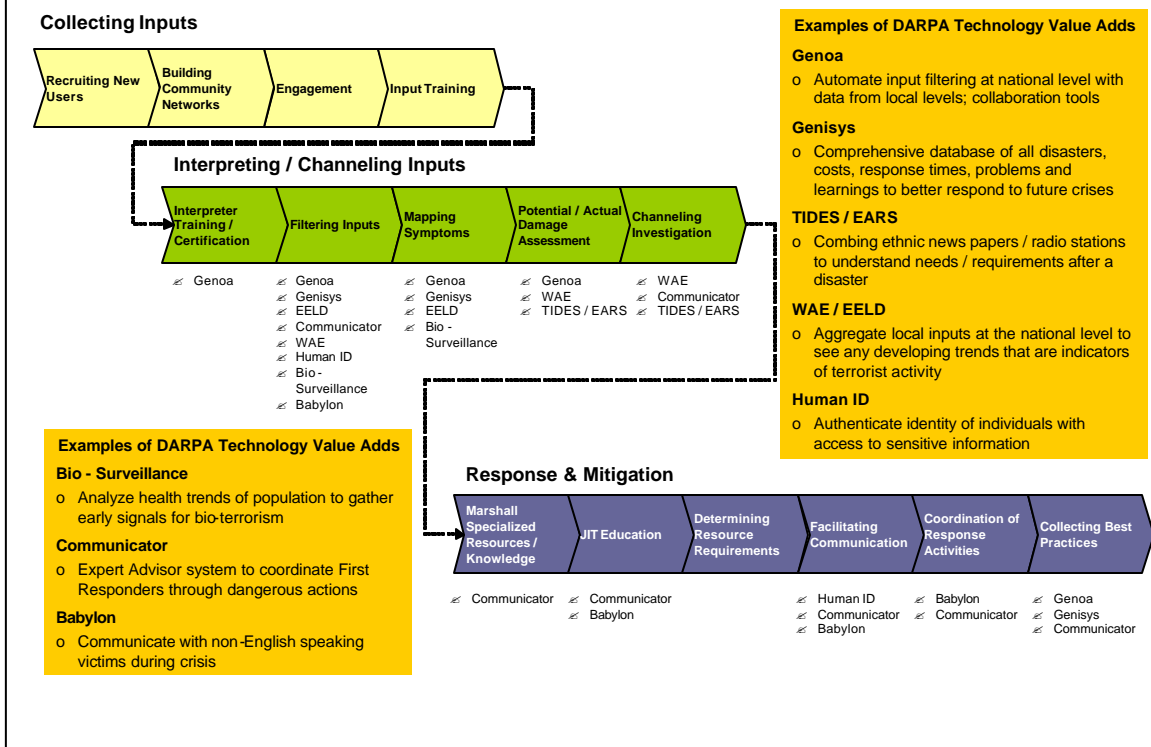 Collecting Inputs
Recruiting New
Users
Building
Community
Networks
Engagement
Input Training
Interpreting / Channeling Inputs
Interpreter
Training /
Certification
Filtering Inputs
Mapping
Symptoms
Potential / Actual
Damage
Assessment
Channeling
Investigation
Genoa
Genoa
Genisys
EELD
Communicator
WAE
Human ID
Bio -
Surveillance
Babylon
Genoa
Genisys
EELD
Bio -
Surveillance
Genoa
WAE
TIDES / EARS
WAE
Communicator
TIDES / EARS
Examples of DARPA Technology Value Adds
Genoa
o Automate input filtering at national level with
data from local levels; collaboration tools
Genisys
o Comprehensive database of all disasters,
costs, response times, problems and
learnings to better respond to future crises
TIDES / EARS
o Combing ethnic news papers / radio stations
to understand needs / requirements after a
disaster
WAE / EELD
o Aggregate local inputs at the national level to
see any developing trends that are indicators
of terrorist activity
Human ID
o Authenticate identity of individuals with
access to sensitive information
Examples of DARPA Technology Value Adds
Bio - Surveillance
o Analyze health trends of population to gather
early signals for bio-terrorism
Communicator
o Expert Advisor system to coordinate First
Responders through dangerous actions
Babylon
o Communicate with non-English speaking
victims during crisis
Response & Mitigation
Marshall
Specialized
Resources /
Knowledge
JIT Education
Determining
Resource
Requirements
Facilitating
Communication
Coordination of
Response
Activities
Collecting Best
Practices
Communicator
Communicator
Babylon
Human ID
Communicator
Babylon
Babylon
Communicator
Genoa
Genisys
Communicator